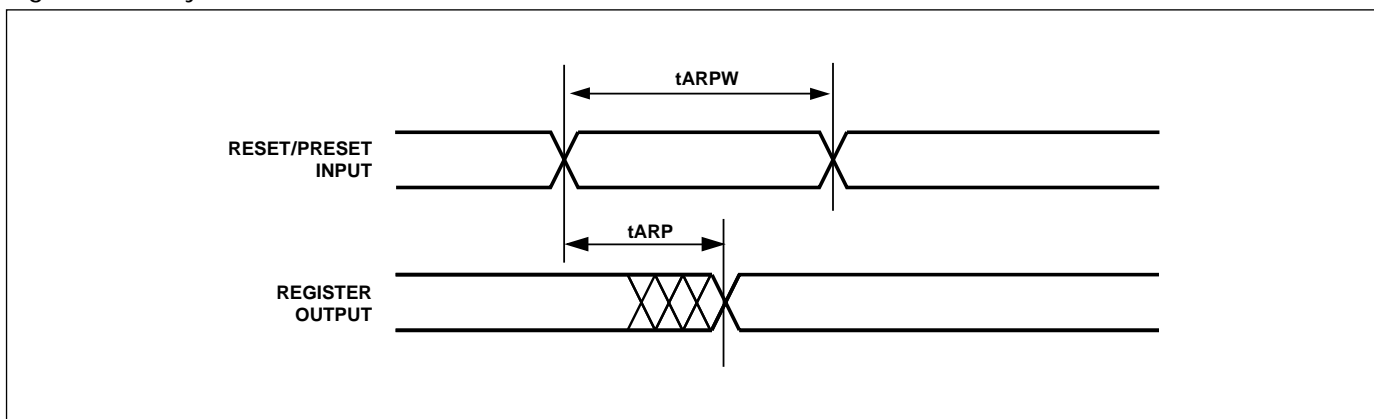 tARPW
RESET/PRESET
INPUT
tARP
REGISTER
OUTPUT